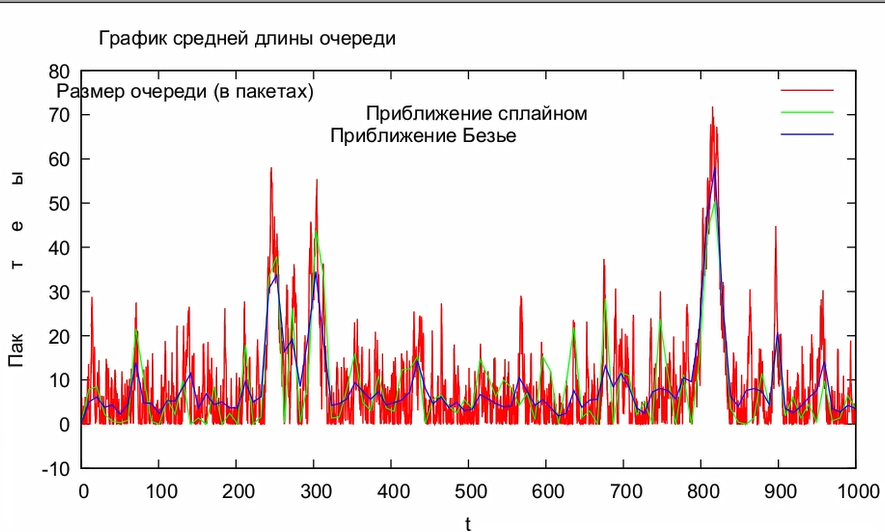 График средней длины очереди
80
Размер очереди (в пакетах)
70
Приближение сплайном
Приближение Безье
60
50
40
30
20
10
0
-10
Пак т е ы
0 100 200 300 400 500 600 700 800 900 1000
t